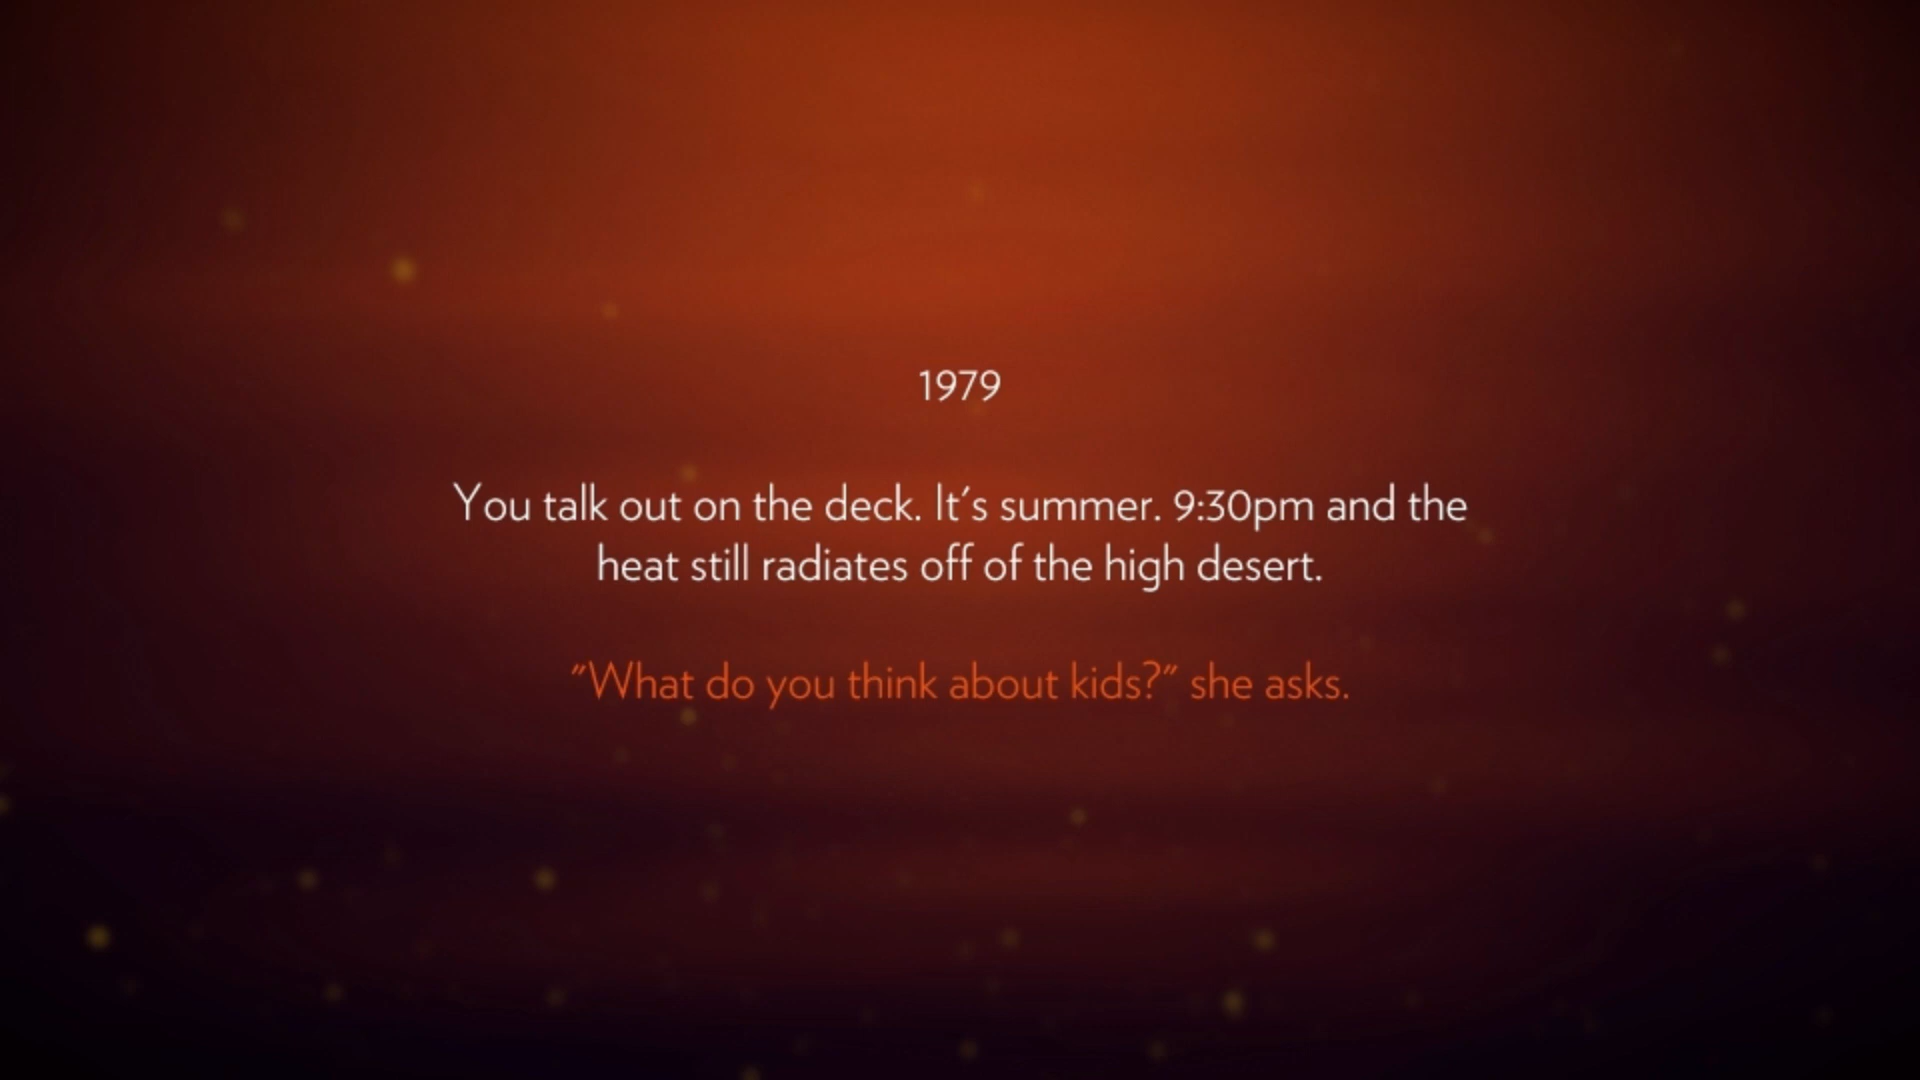 1979
You talk out on the deck. It's summer. 9:30pm and the
heat still radiates off of the high desert.
"What do you think about kids?" she asks.